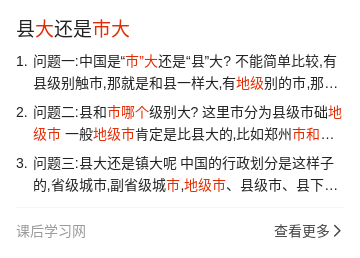 县大还是市大
1. 问题一:中国是“市”大还是“县”大? 不能简单比较,有
县级别舳市,那就是和县一样大,有地级别的市,那…
2. 问题二:县和市哪个级别大? 这里市分为县级市础地
级市 一般地级市肯定是比县大的,比如郑州市和…
3. 问题三:县大还是镇大呢 中国的行政划分是这样子
的,省级城市,副省级城市,地级市、县级市、县下…
课后学习网
查看更多